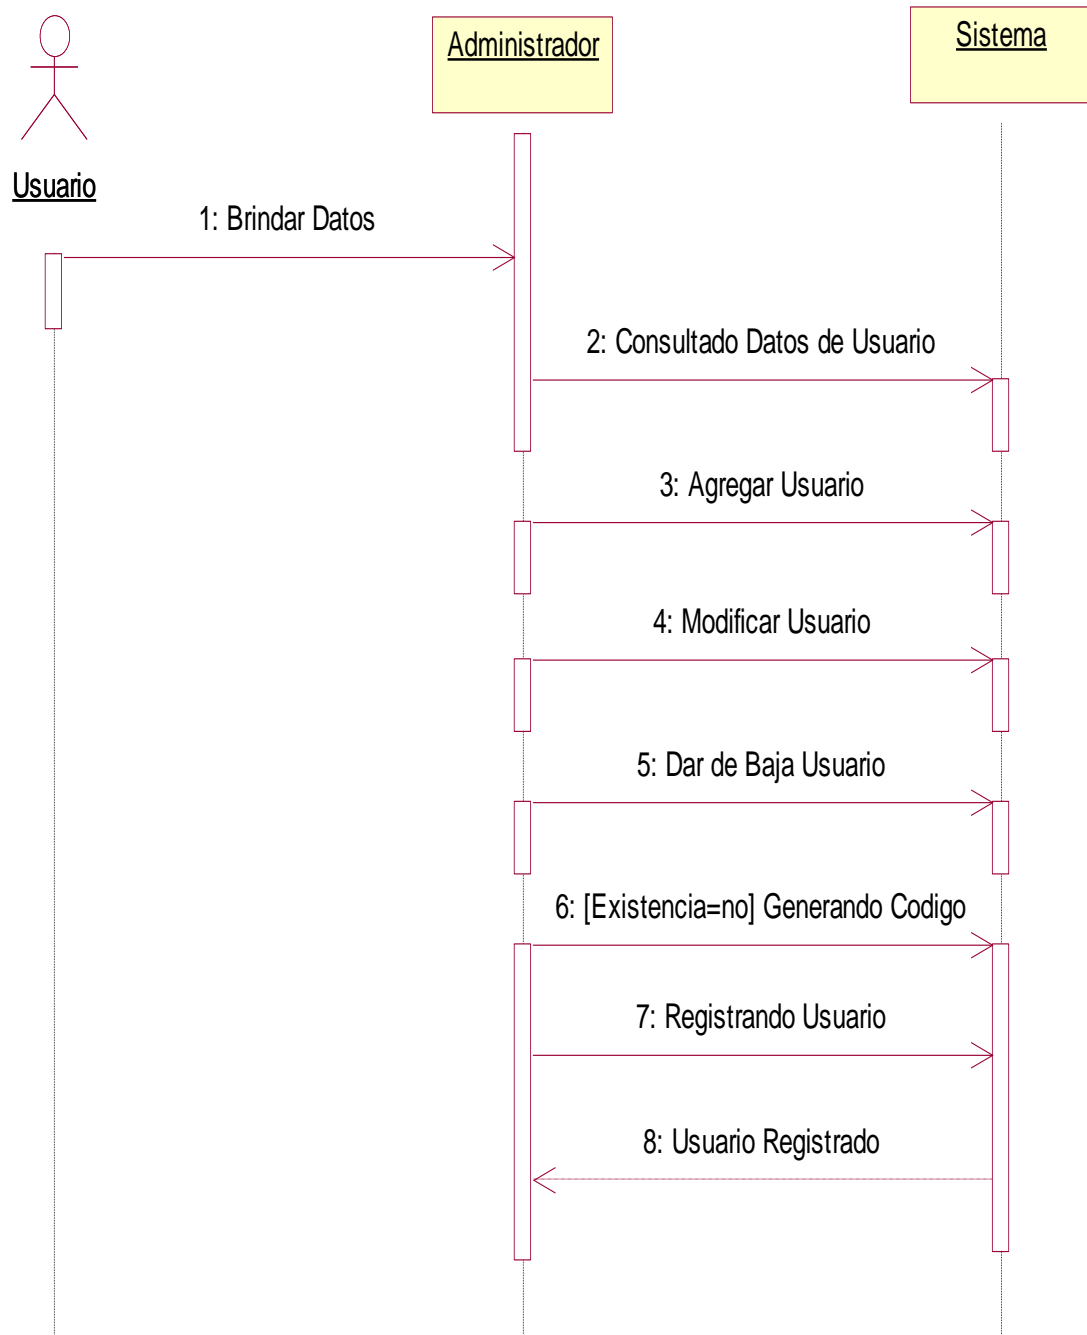 Administrador
Sistema
Usuario
1: Brindar Datos
2: Consultado Datos de Usuario
3: Agregar Usuario
4: Modificar Usuario
5: Dar de Baja Usuario
6: [Existencia=no] Generando Codigo
7: Registrando Usuario
8: Usuario Registrado